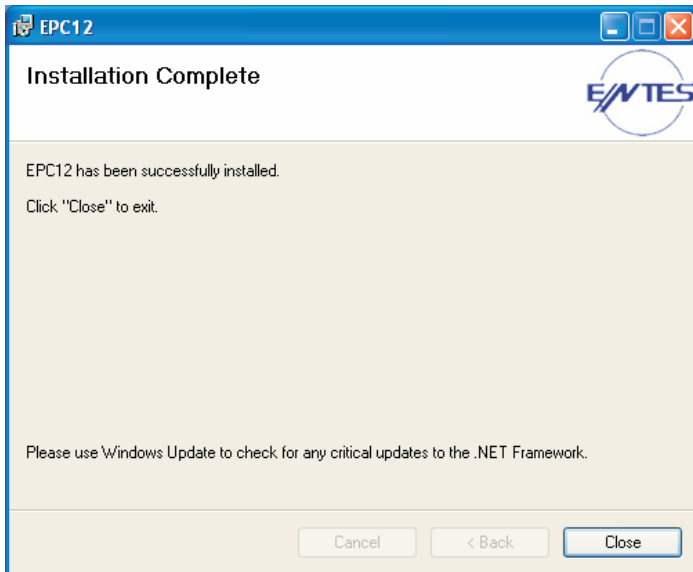 EPC12
Installation Complete
ENTES
EPC12 has been successfully installed.
Click "Close" to exit.
Please use Windows Update to check for any critical updates to the .NET Framework.
Cancel
< Back
Close